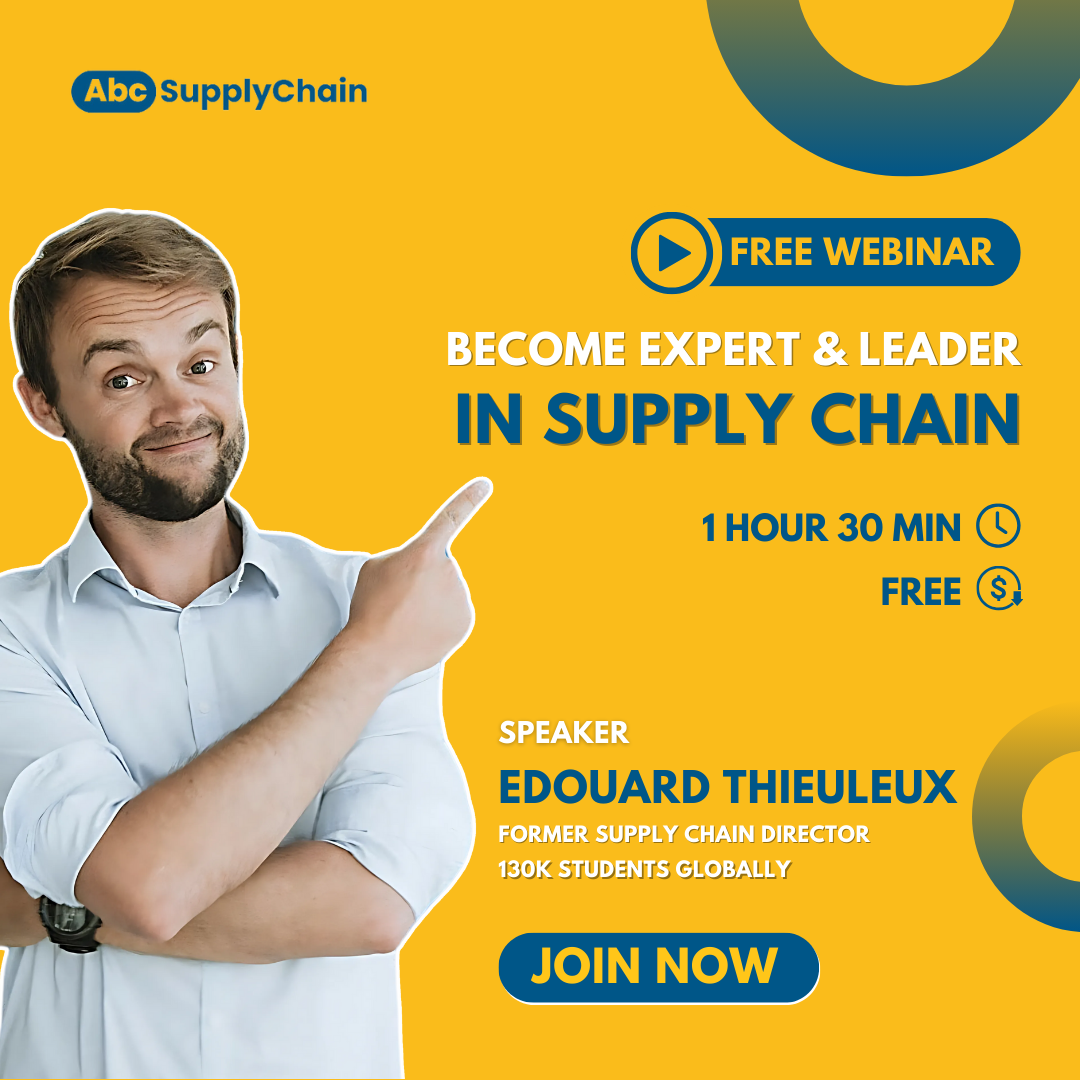 Abc SupplyChain
FREE WEBINAR
BECOME EXPERT & LEADER
IN SUPPLY CHAIN
1 HOUR 30 MIN
FREE
$
SPEAKER
EDOUARD THIEULEUX
FORMER SUPPLY CHAIN DIRECTOR
130K STUDENTS GLOBALLY
JOIN NOW